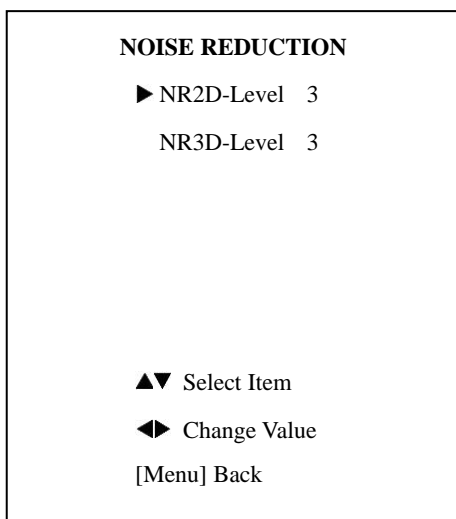 NOISE REDUCTION
▶ NR2D-Level 3
NR3D-Level 3
▲▼ Select Item
◀▶ Change Value
[Menu] Back